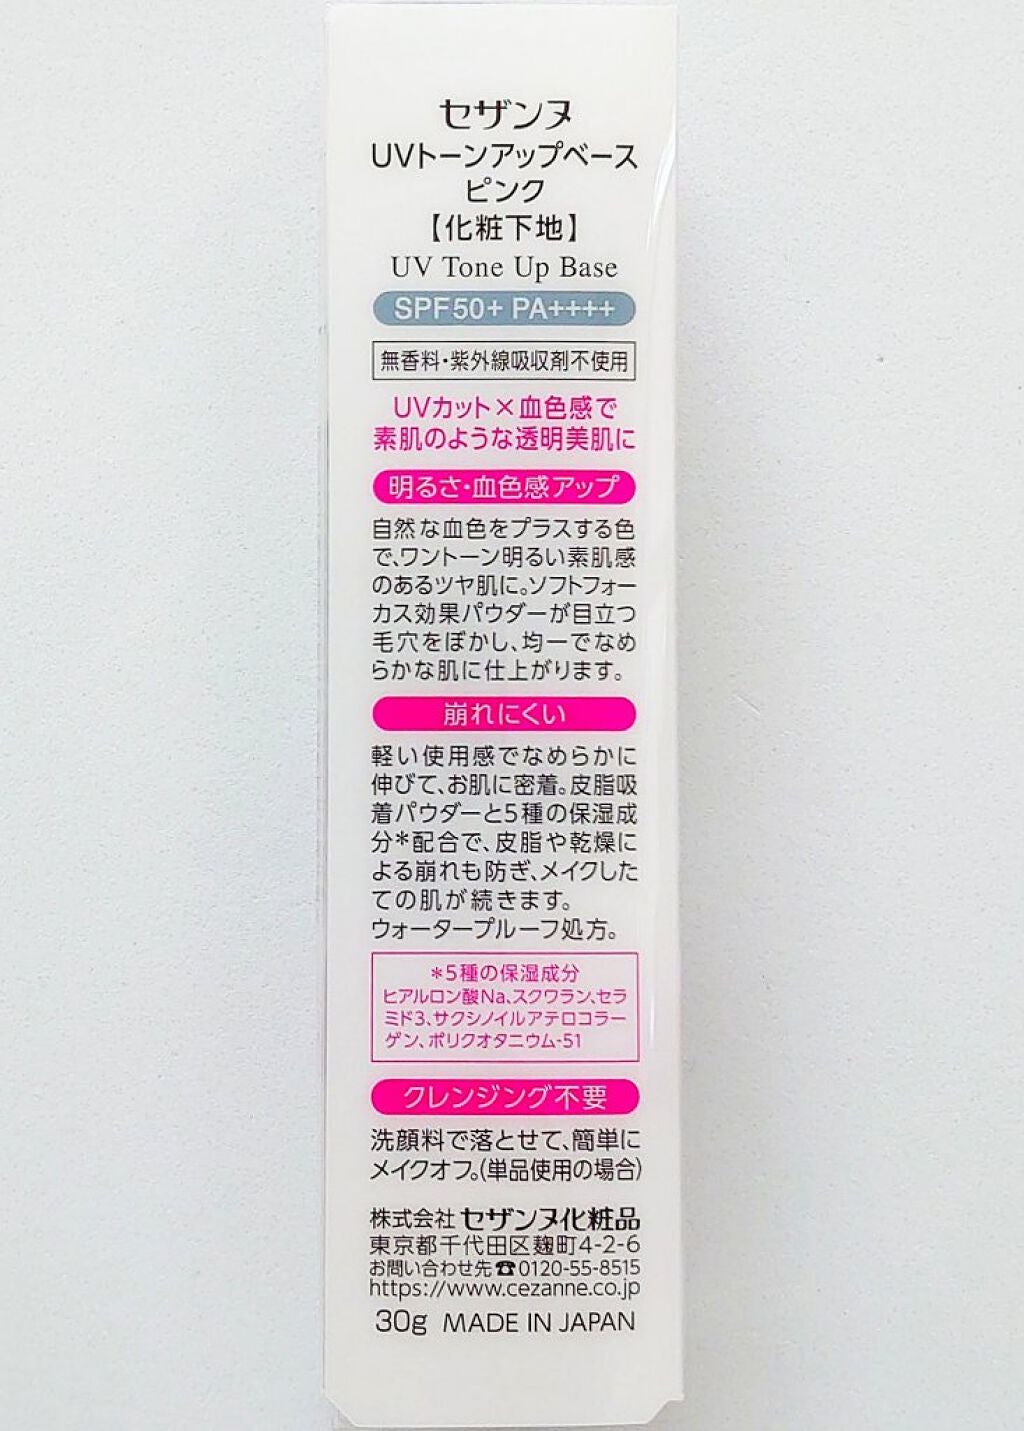 セザンヌ
UVトーンアップベース
ピンク
【化粧下地】
UV Tone Up Base
SPF50+ PA++++
無香料・紫外線吸収剤不使用
UVカット×血色感で
素肌のような透明美肌に
明るさ・血色感アップ
自然な血色をプラスする色
で、ワントーン明るい素肌感
のあるツヤ肌に。ソフトフォー
カス効果パウダーが目立つ
毛穴をぼかし、均一でなめ
らかな肌に仕上がります。
崩れにくい
軽い使用感でなめらかに
伸びて、お肌に密着。皮脂吸
着パウダーと5種の保湿成
分*配合で、皮脂や乾燥に
よる崩れも防ぎ、メイクした
ての肌が続きます。
ウォータープルーフ処方。
*5種の保湿成分
ヒアルロン酸Na、スクワラン、セラ
ミド3、サクシノイルアテロコラー
ゲン、ポリクオタニウム-51
クレンジング不要
洗顔料で落とせて、簡単に
メイクオフ。(単品使用の場合)
株式会社 セザンヌ化粧品
東京都千代田区麹町4-2-6
お問い合わせ先☎0120-55-8515
https://www.cezanne.co.jp
30g MADE IN JAPAN